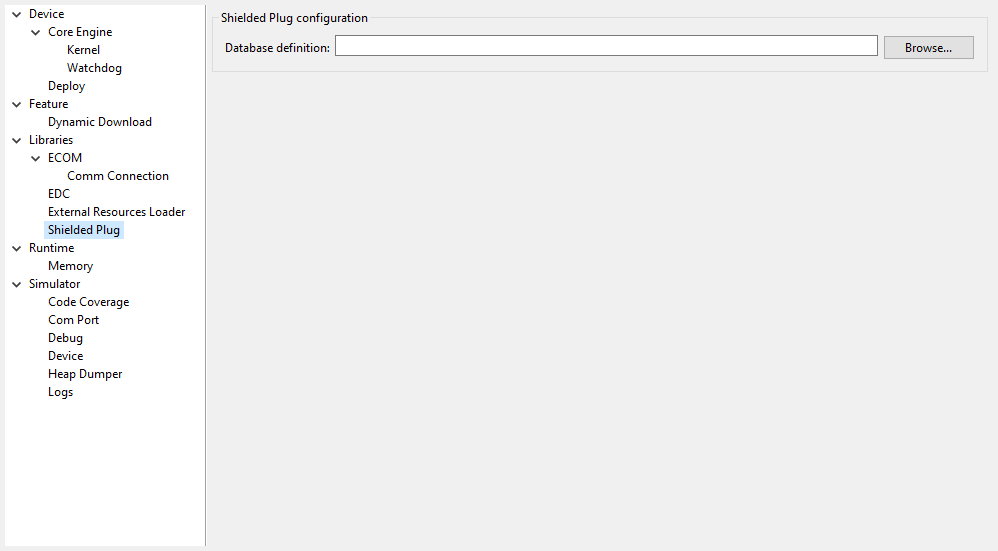 Device
Core Engine
Kernel
Watchdog
Deploy
Feature
Dynamic Download
Libraries
ECOM
Comm Connection
EDC
External Resources Loader
Shielded Plug
Runtime
Memory
Simulator
Code Coverage
Com Port
Debug
Device
Heap Dumper
Logs
Shielded Plug configuration
Database definition:
Browse...